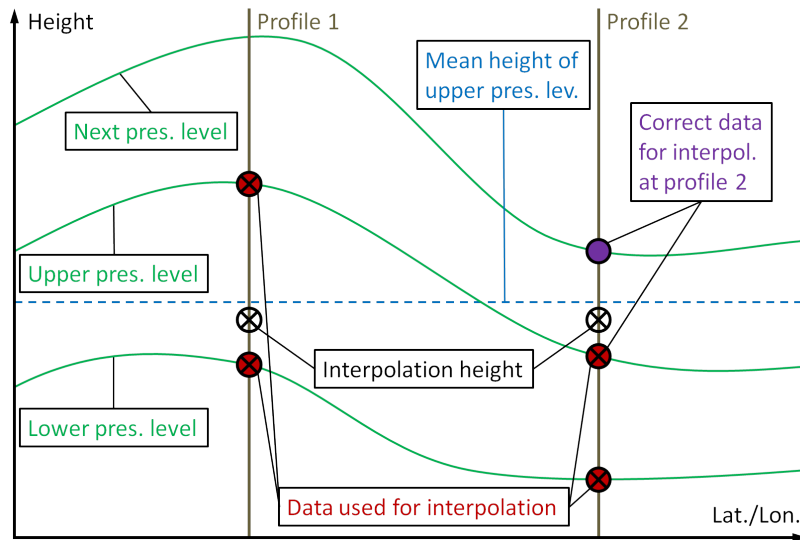 Height
Profile 1
Profile 2
Mean height of
upper pres. lev.
Next pres. level
Correct data
for interpol.
at profile 2
Upper pres. level
Interpolation height
Lower pres. level
Data used for interpolation
Lat./Lon.